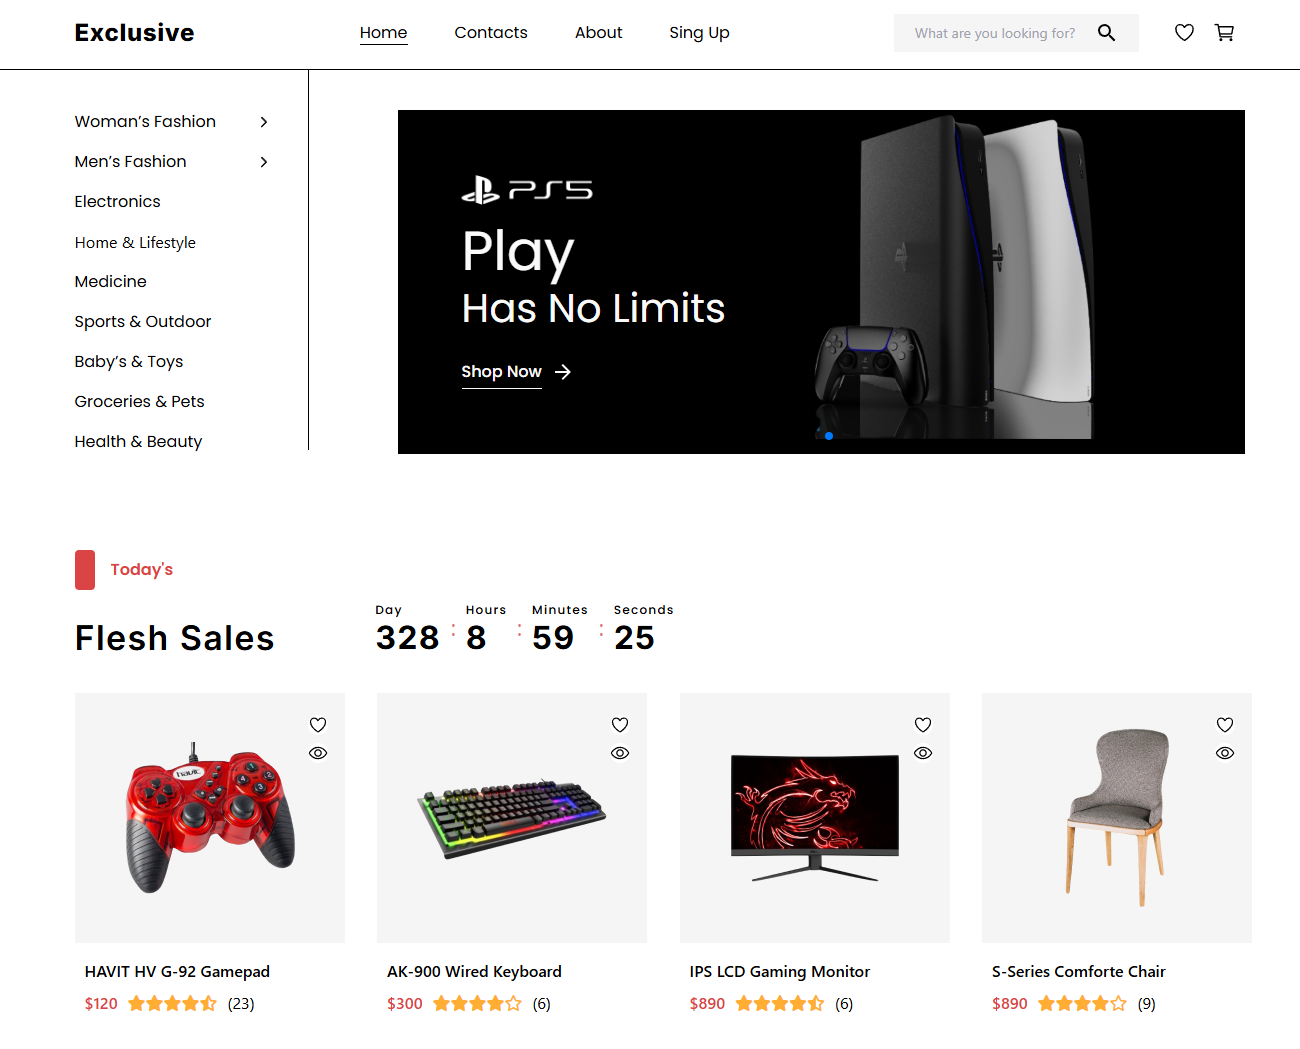 Exclusive Home Contacts About Sing Up What are you looking for?
Woman’s Fashion
Men’s Fashion
Electronics
Home & Lifestyle
Medicine
Sports & Outdoor
Baby’s & Toys
Groceries & Pets
Health & Beauty
PS5
Play
Has No Limits
Shop Now
Today's
Flesh Sales
Day Hours Minutes Seconds
328 : 8 : 59 : 25
havit
HAVIT HV G-92 Gamepad
$120 (23)
AK-900 Wired Keyboard
$300 (6)
IPS LCD Gaming Monitor
$890 (6)
S-Series Comforte Chair
$890 (9)